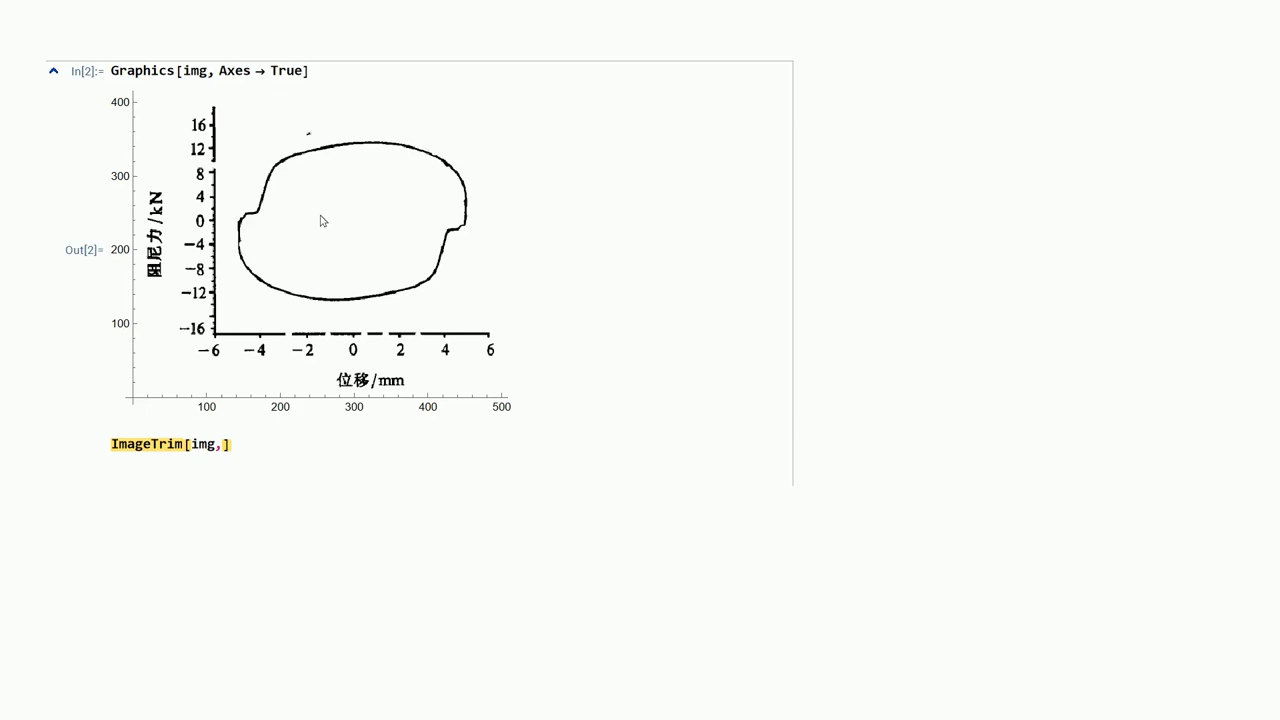 In[2]:= Graphics[img, Axes → True]
400
300
Out[2]= 200
100
100 200 300 400 500
阻尼力/kN
16
12
8
4
0
−4
−8
−12
−16
−6 −4 −2 0 2 4 6
位移/mm
ImageTrim[img,]